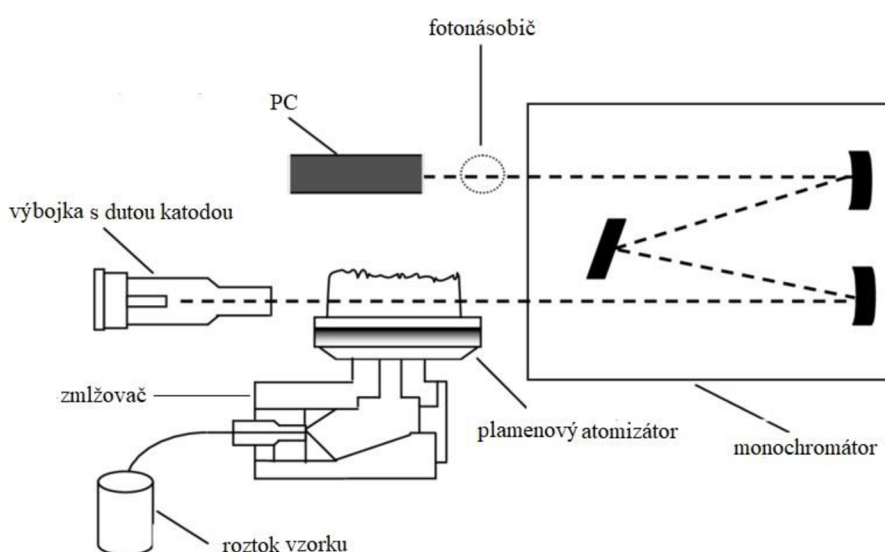 fotonásobič
PC
výbojka s dutou katodou
zmlžovač
plamenový atomizátor
monochromátor
roztok vzorku